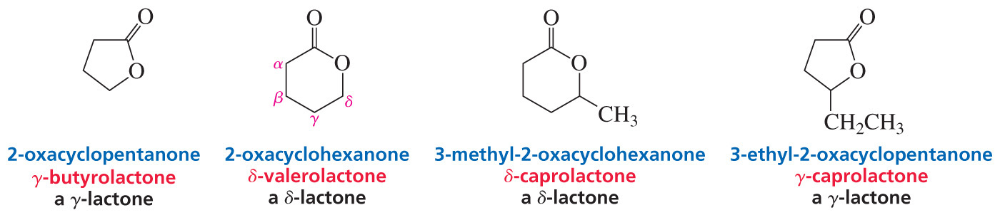 O
O
O
O
α
β
γ
δ
O
O
O
CH₃
O
CH₂CH₃
2-oxacyclopentanone
γ-butyrolactone
a γ-lactone
2-oxacyclohexanone
δ-valerolactone
a δ-lactone
3-methyl-2-oxacyclohexanone
δ-caprolactone
a δ-lactone
3-ethyl-2-oxacyclopentanone
γ-caprolactone
a γ-lactone